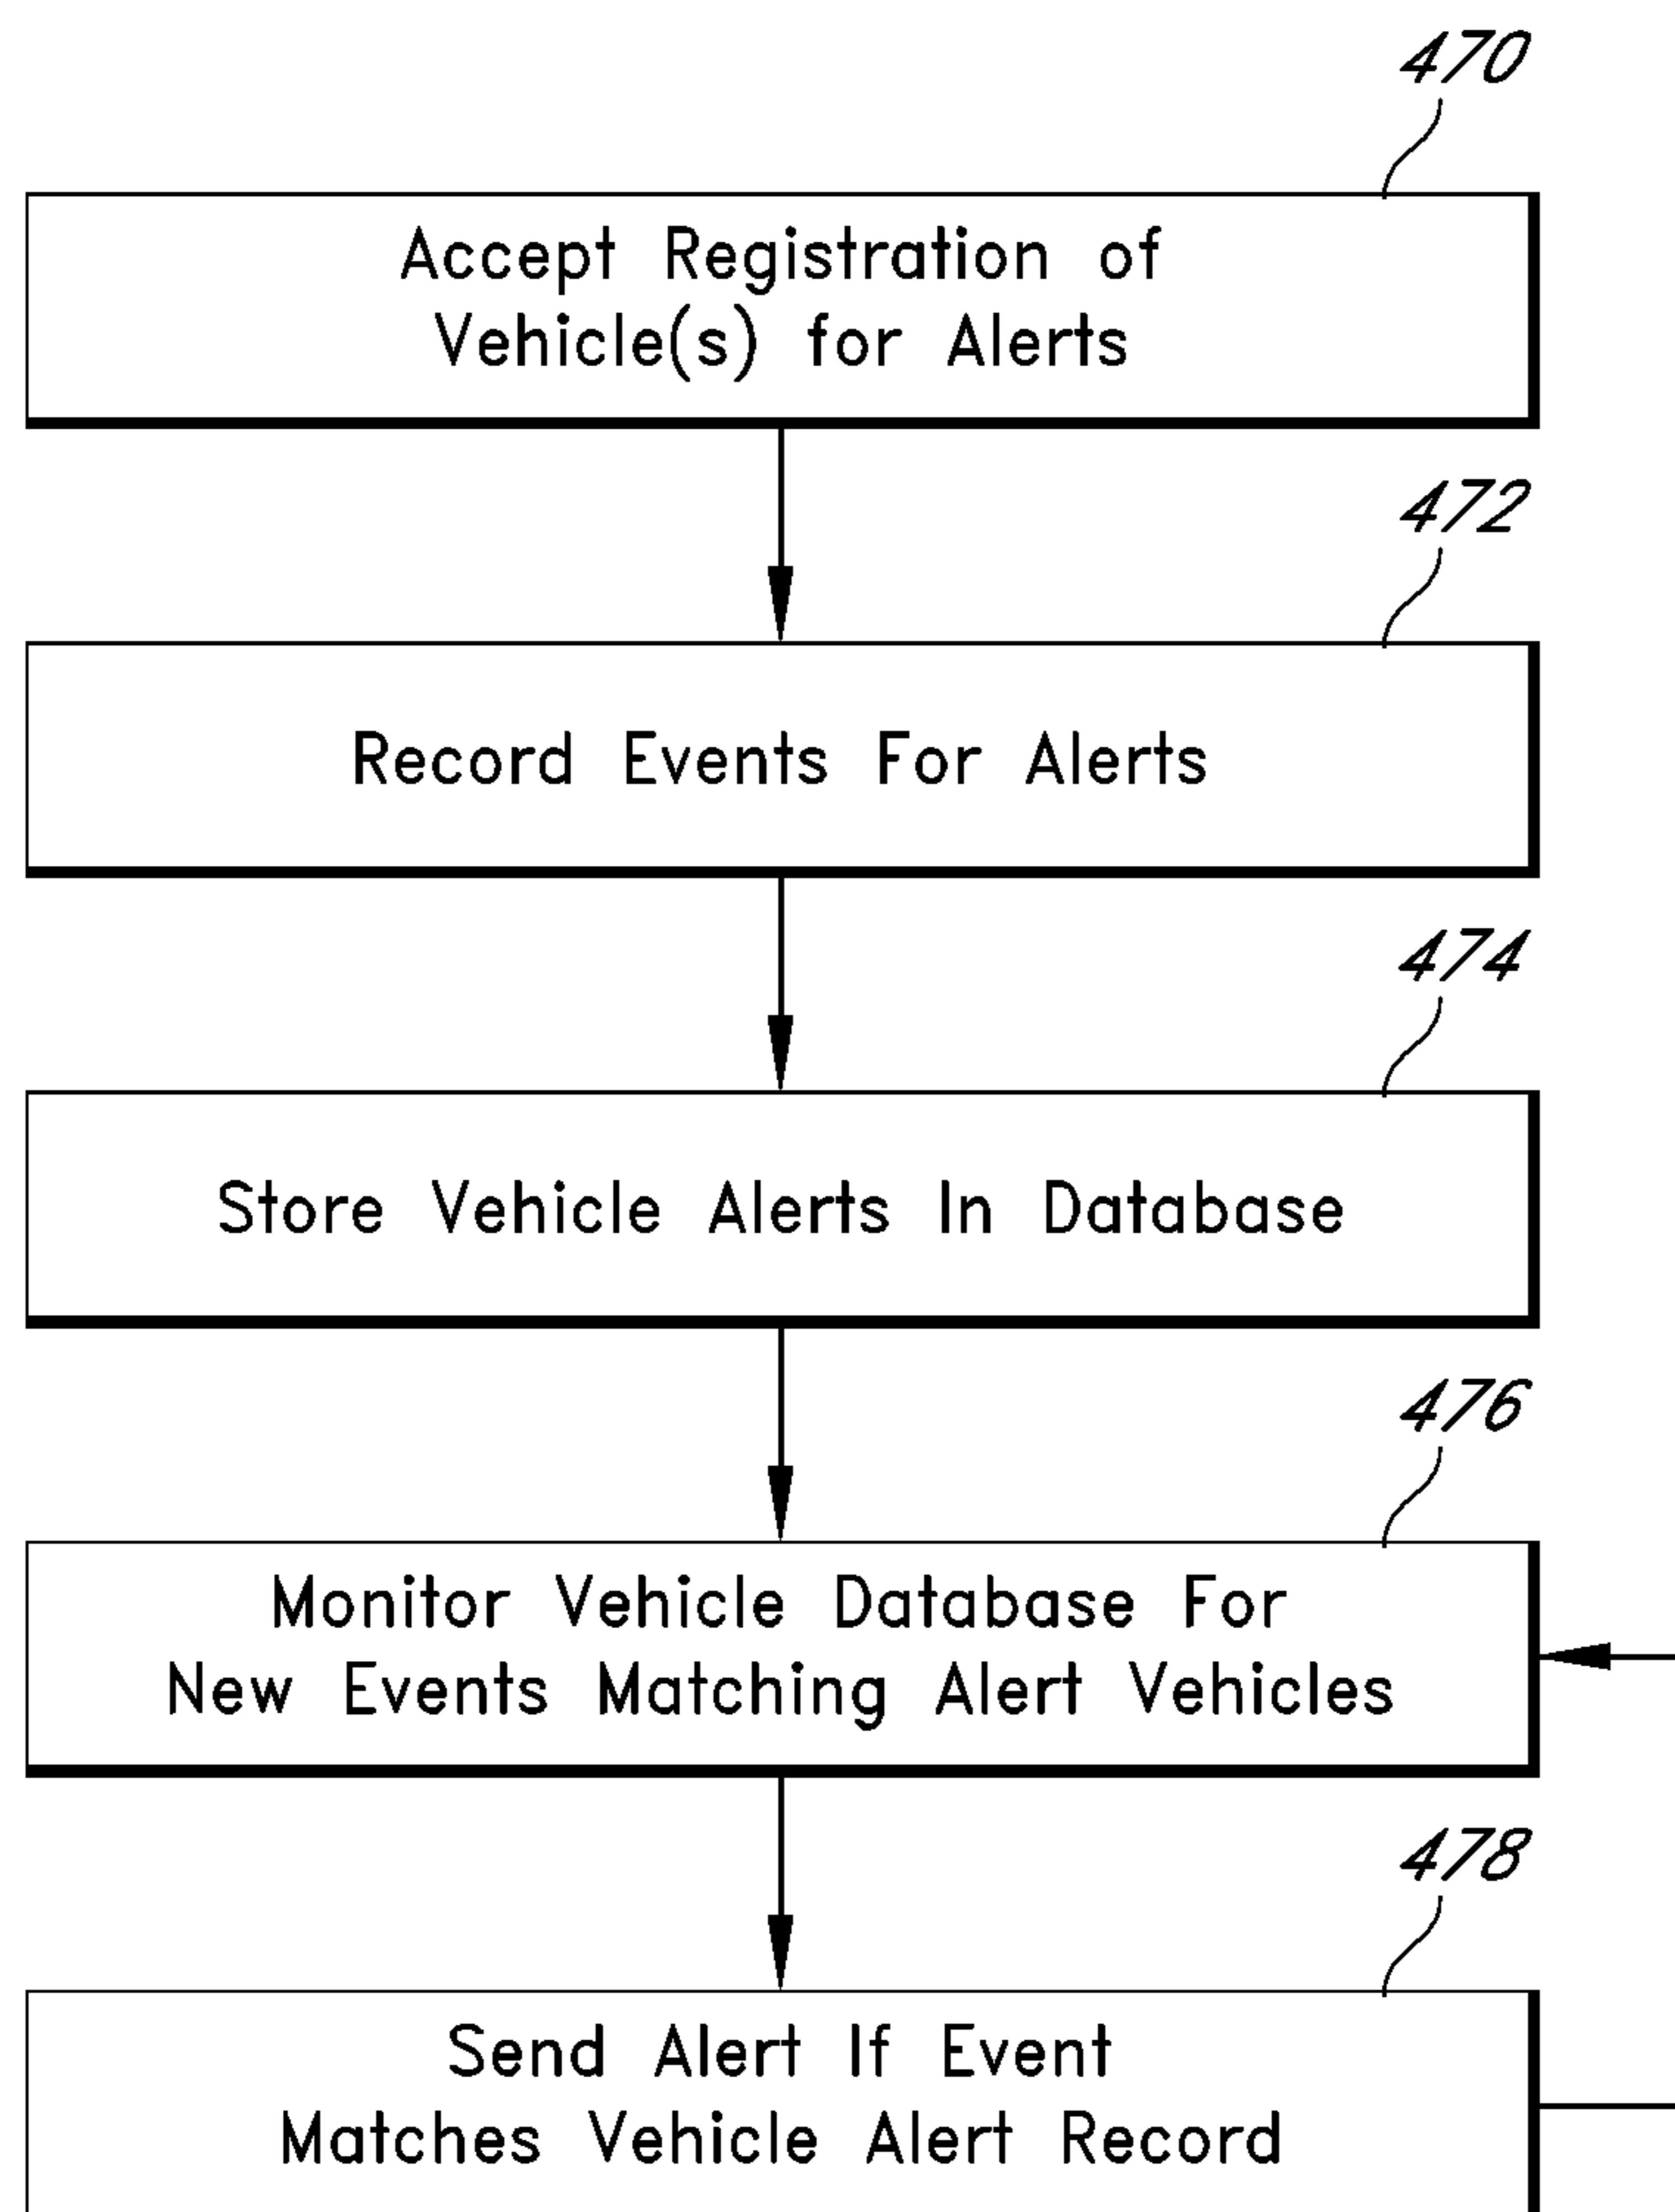 470
Accept Registration of
Vehicle(s) for Alerts
472
Record Events For Alerts
474
Store Vehicle Alerts In Database
476
Monitor Vehicle Database For
New Events Matching Alert Vehicles
478
Send Alert If Event
Matches Vehicle Alert Record